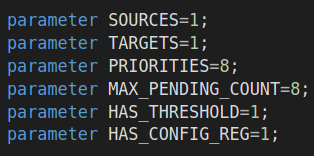 parameter SOURCES=1;
parameter TARGETS=1;
parameter PRIORITIES=8;
parameter MAX_PENDING_COUNT=8;
parameter HAS_THRESHOLD=1;
parameter HAS_CONFIG_REG=1;